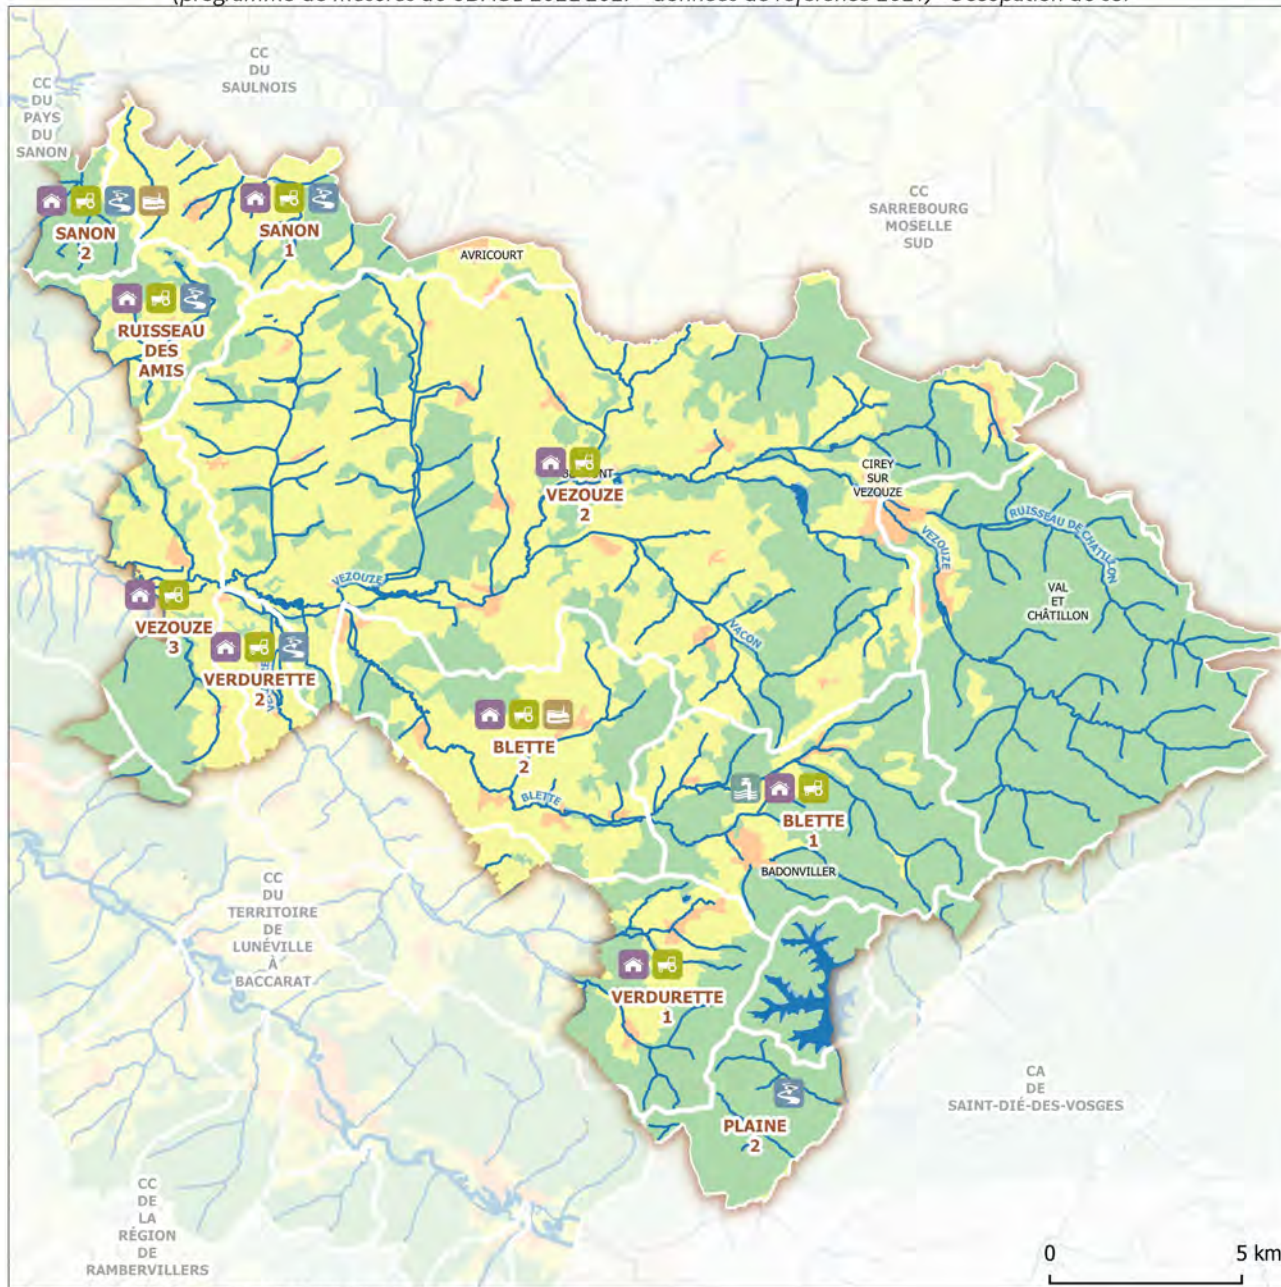 CC
DU
SAULNOIS
CC
DU
PAYS
DU
SANON
CC
SARREBOURG
MOSELLE
SUD
SANON
2
SANON
1
AVRICOURT
RUISSEAU
DES
AMIS
CIREY
SUR
VEZOUZE
VEZOUZE
2
RUISSEAU DE CHATILLON
VEZOUZE
VEZOUZE
VAL
ET
CHÂTILLON
VEZOUZE
3
VACON
VERDURETTE
2
BLETTE
2
BLETTE
BLETTE
1
BADONVILLER
CC
DU
TERRITOIRE
DE
LUNÉVILLE
À
BACCARAT
VERDURETTE
1
CA
DE
SAINT-DIÉ-DES-VOSGES
PLAINE
2
CC
DE
LA
RÉGION
DE
RAMBERVILLERS
0 5 km